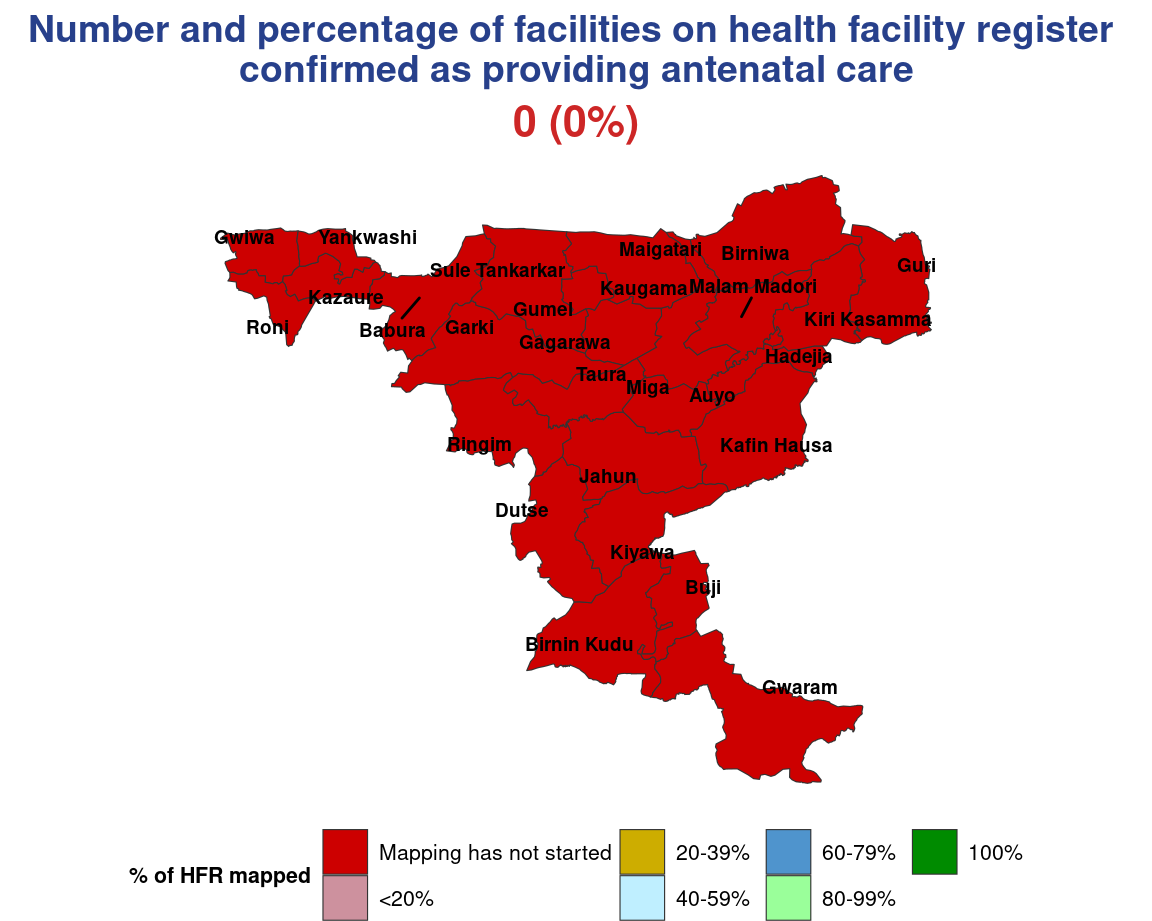 Number and percentage of facilities on health facility register
confirmed as providing antenatal care
0 (0%)
Gwiwa
Yankwashi
Maigatari
Birniwa
Guri
Sule Tankarkar
Kaugama
Malam Madori
Kazaure
Gumel
Kiri Kasamma
Roni
Babura
Garki
Gagarawa
Hadejia
Taura
Miga
Auyo
Ringim
Kafin Hausa
Jahun
Dutse
Kiyawa
Buji
Birnin Kudu
Gwaram
% of HFR mapped
Mapping has not started
<20%
20-39%
40-59%
60-79%
80-99%
100%